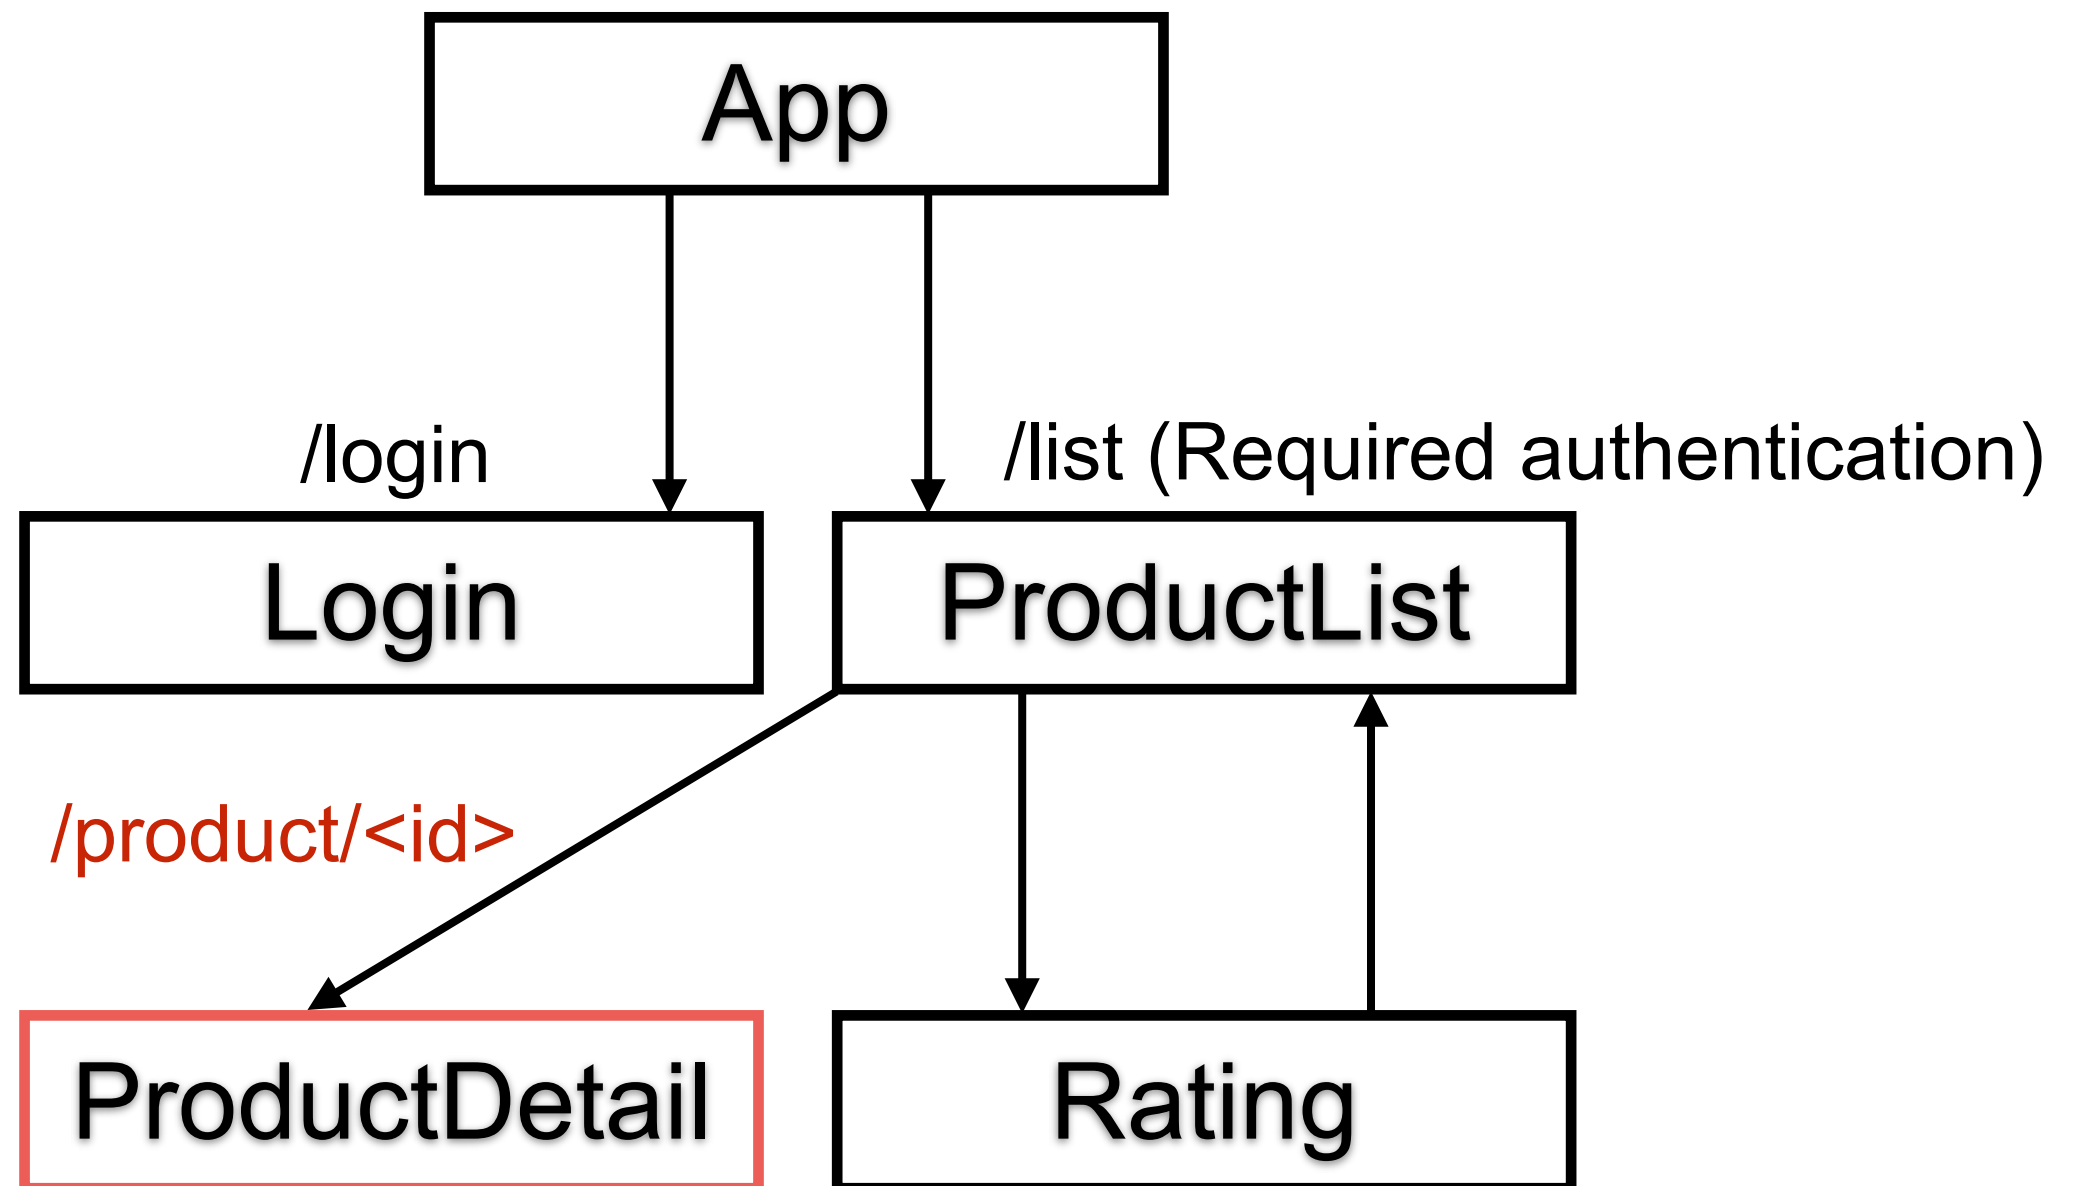 App
/login
/list (Required authentication)
Login
ProductList
/product/<id>
ProductDetail
Rating